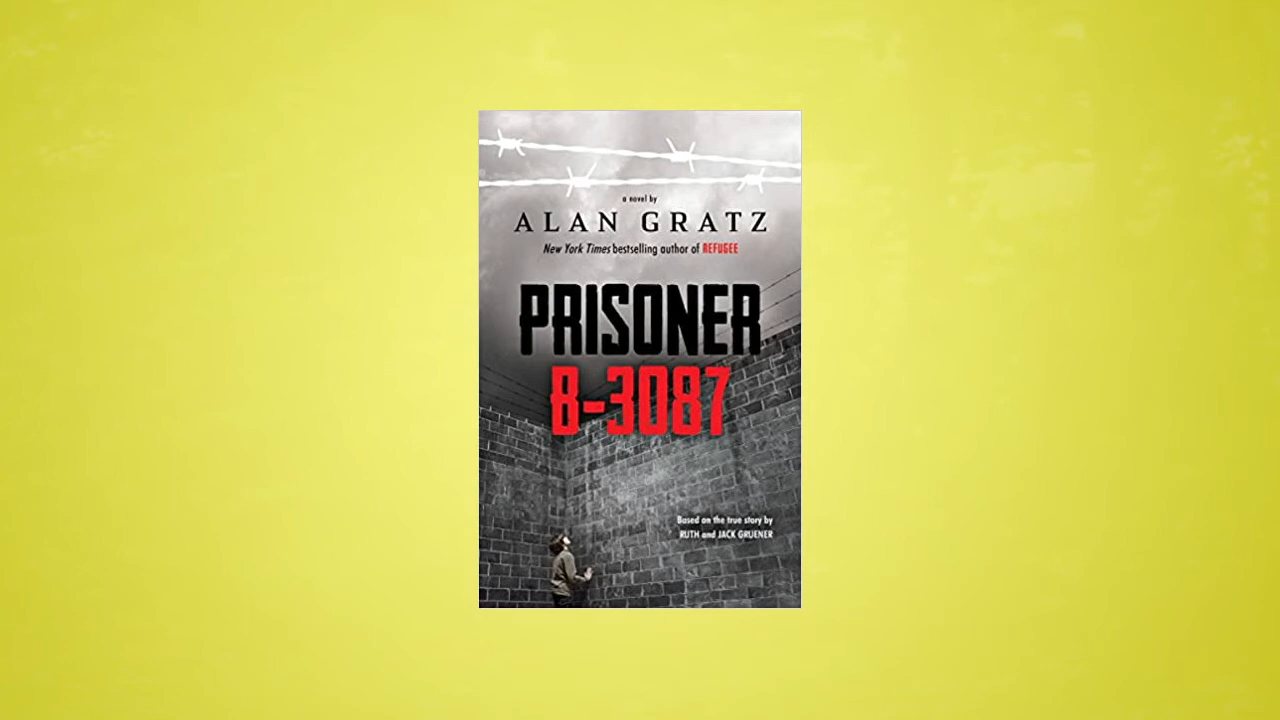 a novel by
ALAN GRATZ
New York Times bestselling author of REFUGEE
PRISONER
B-3087
Based on the true story by
RUTH and JACK GRUENER